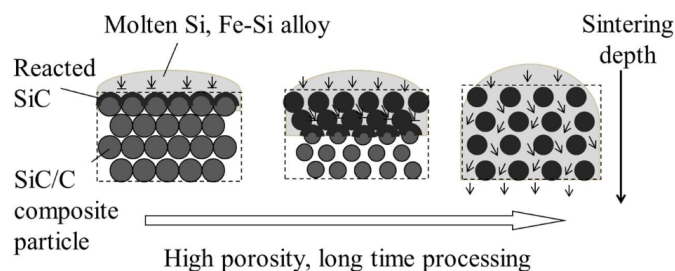 Molten Si, Fe-Si alloy
Sintering
depth
Reacted
SiC
SiC/C
composite
particle
High porosity, long time processing